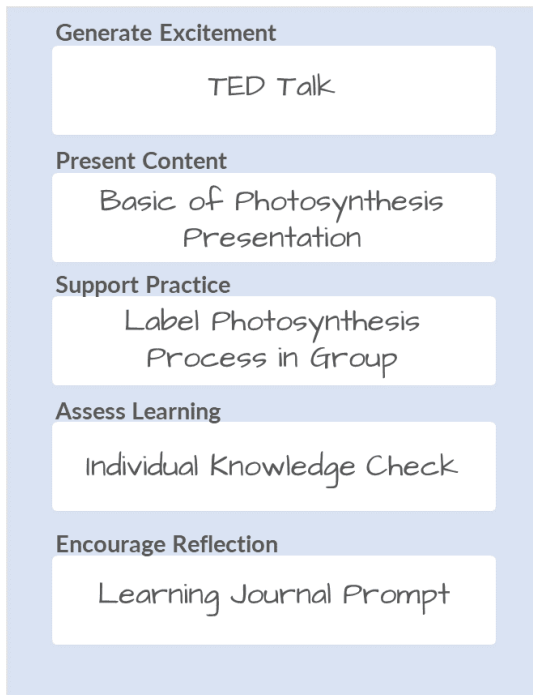 Generate Excitement
TED Talk
Present Content
Basic of Photosynthesis
Presentation
Support Practice
Label Photosynthesis
Process in Group
Assess Learning
Individual Knowledge Check
Encourage Reflection
Learning Journal Prompt